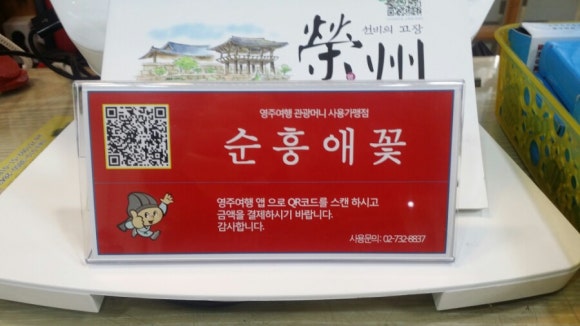 선비의 고장
榮州
영주여행 관광머니 사용가맹점
순흥애꽃
영주여행 앱 으로 QR코드를 스캔 하시고
금액을 결제하시기 바랍니다.
감사합니다.
사용문의 : 02-732-8837